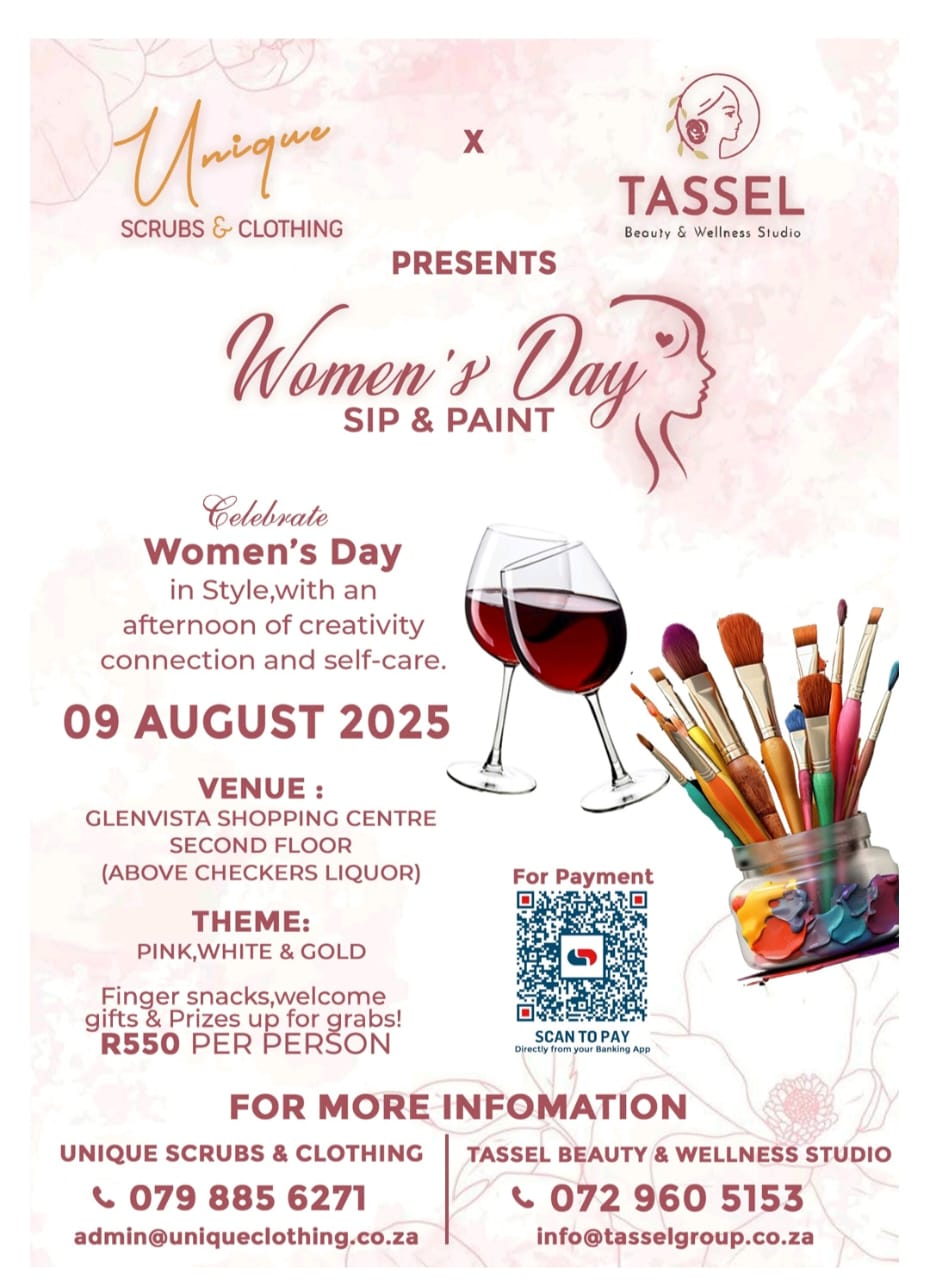 Unique
SCRUBS & CLOTHING
X
TASSEL
Beauty & Wellness Studio
PRESENTS
Women's Day
SIP & PAINT
Celebrate
Women's Day
in Style,with an
afternoon of creativity
connection and self-care.
09 AUGUST 2025
VENUE :
GLENVISTA SHOPPING CENTRE
SECOND FLOOR
(ABOVE CHECKERS LIQUOR)
THEME:
PINK,WHITE & GOLD
Finger snacks,welcome
gifts & Prizes up for grabs!
R550 PER PERSON
For Payment
SCAN TO PAY
Directly from your Banking App
FOR MORE INFOMATION
UNIQUE SCRUBS & CLOTHING
079 885 6271
admin@uniqueclothing.co.za
TASSEL BEAUTY & WELLNESS STUDIO
072 960 5153
info@tasselgroup.co.za